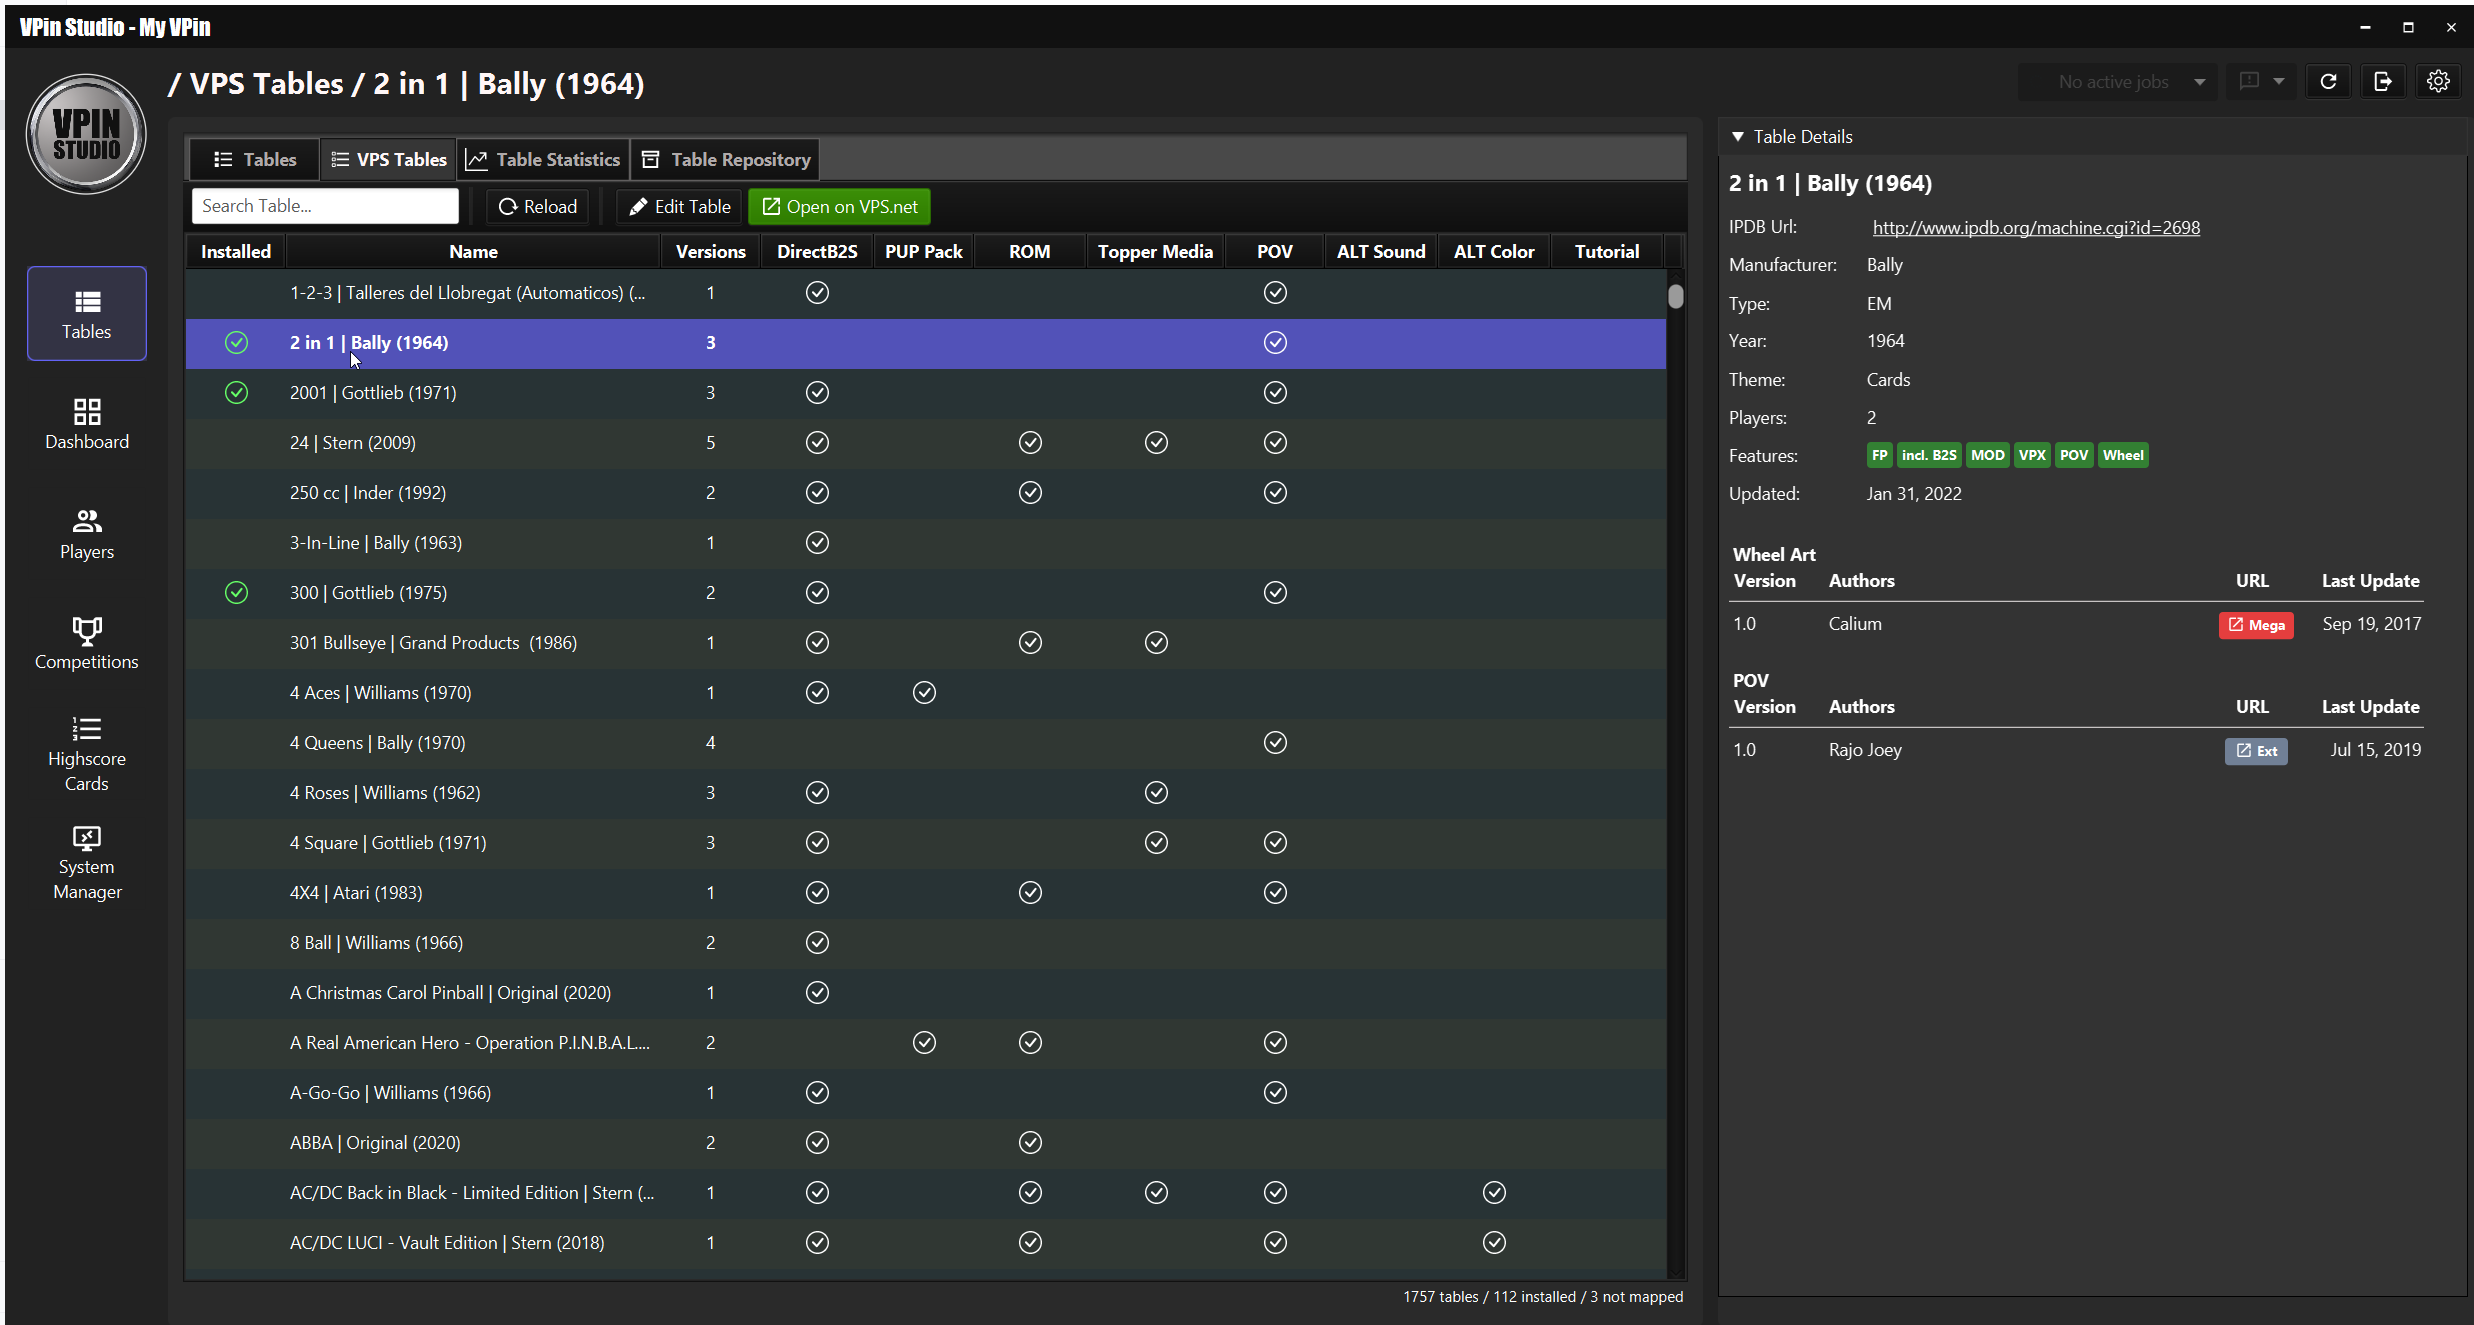 VPin Studio - My VPin
VPIN
STUDIO
/ VPS Tables / 2 in 1 | Bally (1964)
No active jobs
Tables
Dashboard
Players
Competitions
Highscore
Cards
System
Manager
Tables
VPS Tables
Table Statistics
Table Repository
Search Table...
Reload
Edit Table
Open on VPS.net
Installed Name Versions DirectB2S PUP Pack ROM Topper Media POV ALT Sound ALT Color Tutorial
1-2-3 | Talleres del Llobregat (Automaticos) (... 1
2 in 1 | Bally (1964) 3
2001 | Gottlieb (1971) 3
24 | Stern (2009) 5
250 cc | Inder (1992) 2
3-In-Line | Bally (1963) 1
300 | Gottlieb (1975) 2
301 Bullseye | Grand Products (1986) 1
4 Aces | Williams (1970) 1
4 Queens | Bally (1970) 4
4 Roses | Williams (1962) 3
4 Square | Gottlieb (1971) 3
4X4 | Atari (1983) 1
8 Ball | Williams (1966) 2
A Christmas Carol Pinball | Original (2020) 1
A Real American Hero - Operation P.I.N.B.A.L.... 2
A-Go-Go | Williams (1966) 1
ABBA | Original (2020) 2
AC/DC Back in Black - Limited Edition | Stern (... 1
AC/DC LUCI - Vault Edition | Stern (2018) 1
1757 tables / 112 installed / 3 not mapped
Table Details
2 in 1 | Bally (1964)
IPDB Url: http://www.ipdb.org/machine.cgi?id=2698
Manufacturer: Bally
Type: EM
Year: 1964
Theme: Cards
Players: 2
Features: FP incl. B2S MOD VPX POV Wheel
Updated: Jan 31, 2022
Wheel Art
Version Authors URL Last Update
1.0 Calium Mega Sep 19, 2017
POV
Version Authors URL Last Update
1.0 Rajo Joey Ext Jul 15, 2019